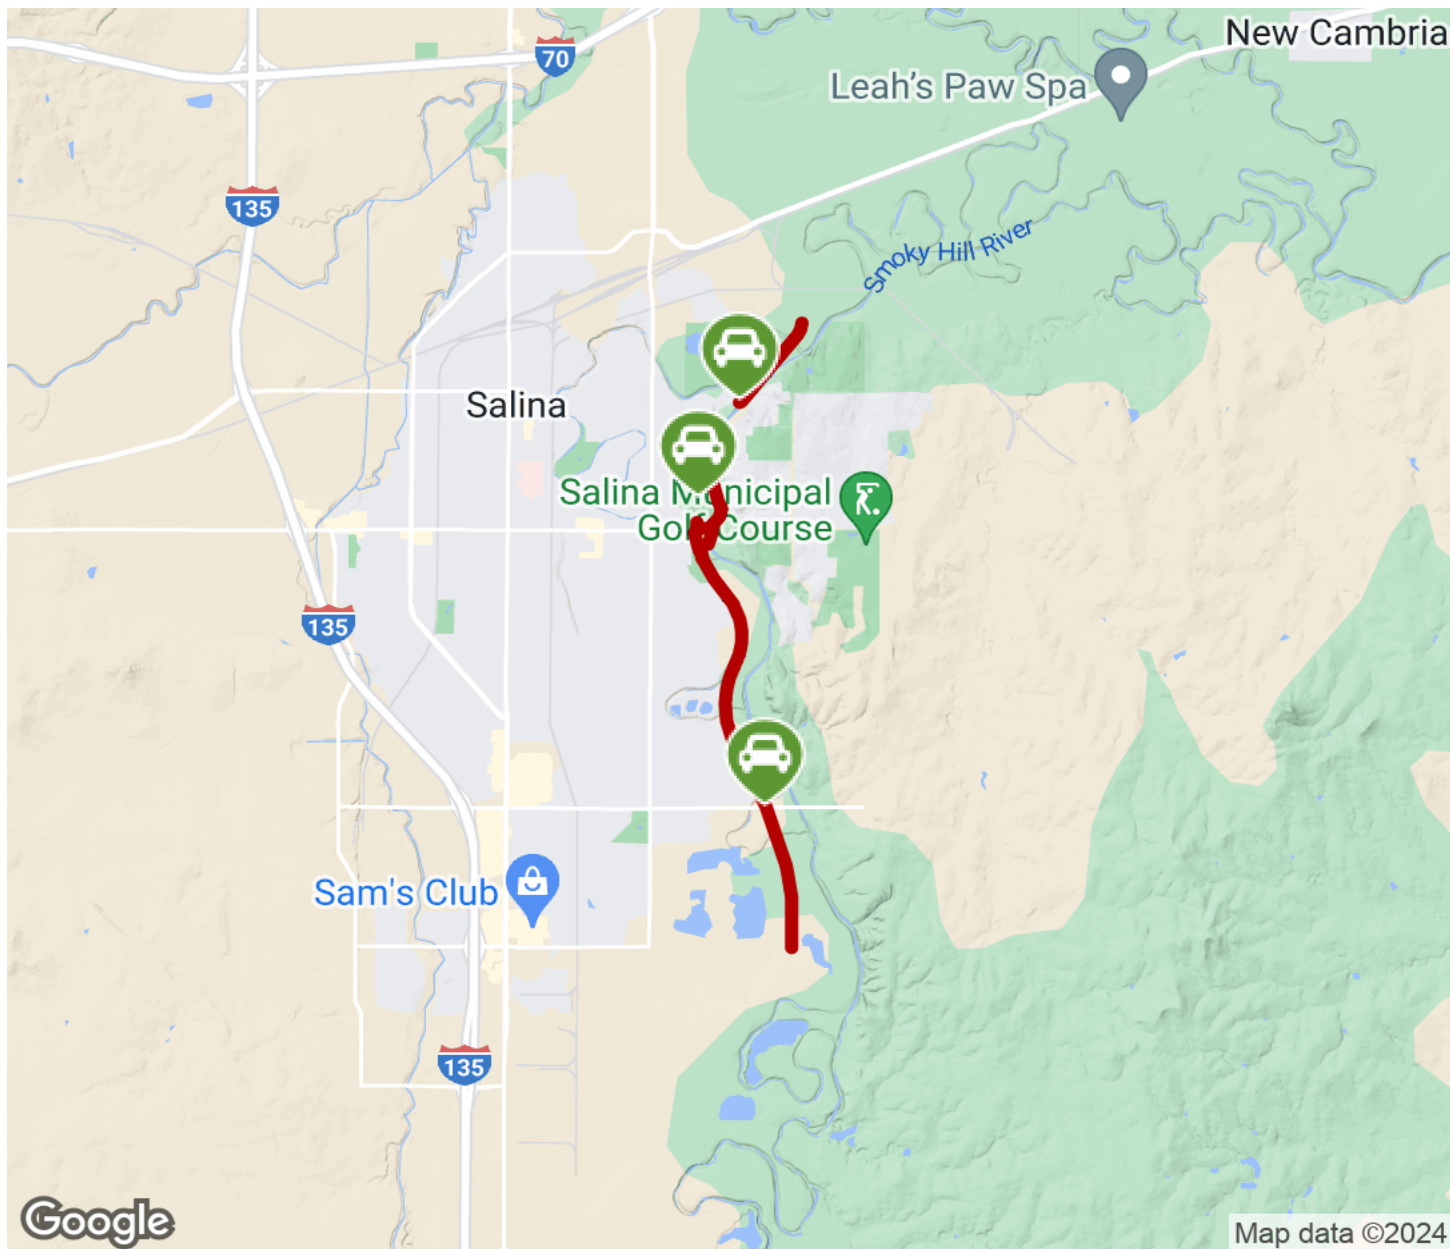 New Cambria
70
Leah's Paw Spa
135
Smoky Hill River
Salina
Salina Municipal
Golf Course
135
Sam's Club
135
Google
Map data ©2024